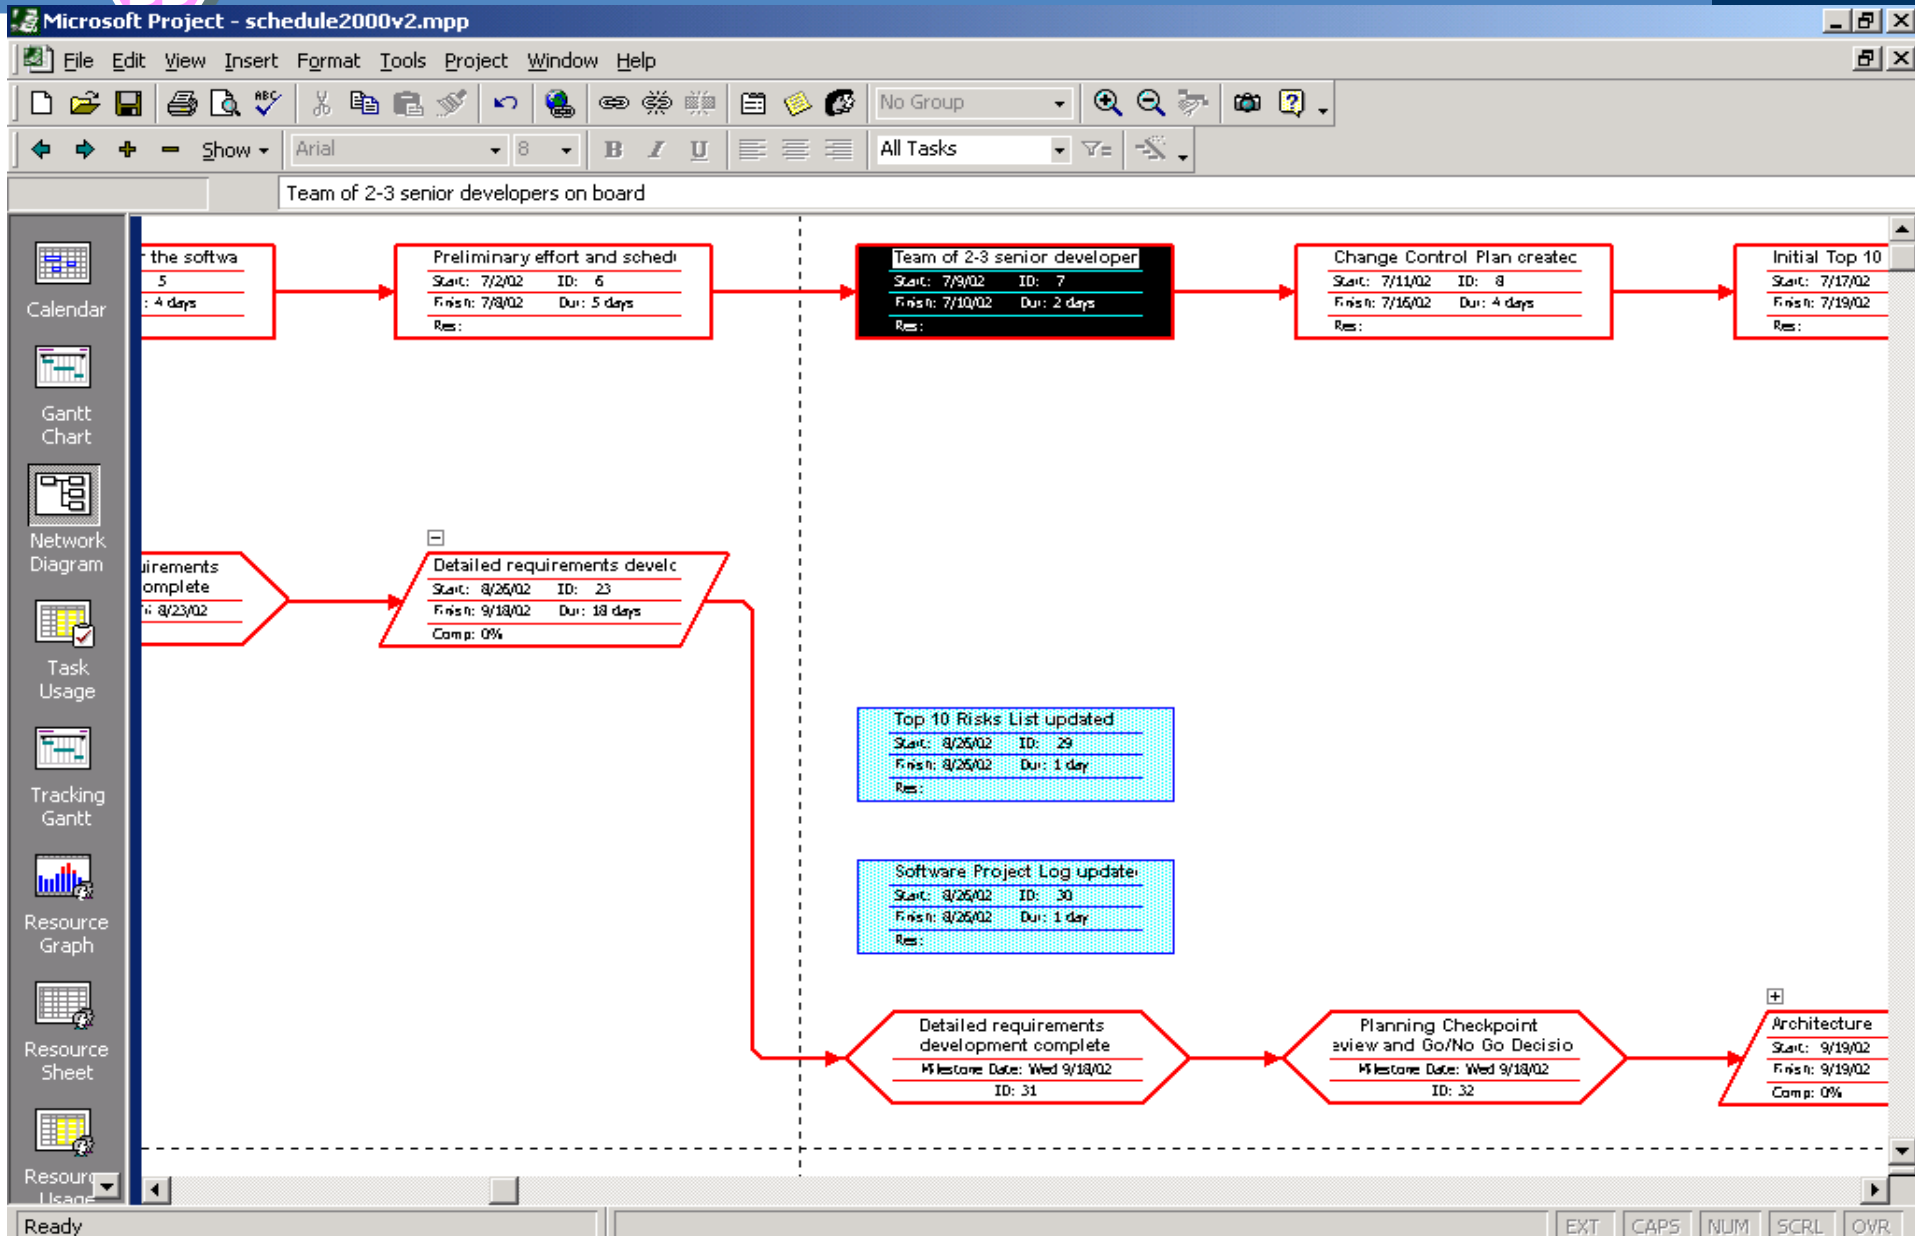 Microsoft Project - schedule2000v2.mpp
File Edit View Insert Format Tools Project Window Help
ABC
No Group
Show
Arial
8
B I U
All Tasks
Team of 2-3 senior developers on board
Calendar
Gantt
Chart
Network
Diagram
Task
Usage
Tracking
Gantt
Resource
Graph
Resource
Sheet
Resource
Usage
the softwa
5
: 4 days
Preliminary effort and sched
Start: 7/2/02 ID: 6
Finish: 7/8/02 Dur: 5 days
Res:
Team of 2-3 senior developer
Start: 7/9/02 ID: 7
Finish: 7/10/02 Dur: 2 days
Res:
Change Control Plan created
Start: 7/11/02 ID: 8
Finish: 7/16/02 Dur: 4 days
Res:
Initial Top 10
Start: 7/17/02
Finish: 7/19/02
Res:
uirements
omplete
8/23/02
Detailed requirements develo
Start: 8/26/02 ID: 23
Finish: 9/18/02 Dur: 18 days
Comp: 0%
Top 10 Risks List updated
Start: 8/26/02 ID: 29
Finish: 8/26/02 Dur: 1 day
Res:
Software Project Log update
Start: 8/26/02 ID: 30
Finish: 8/26/02 Dur: 1 day
Res:
Detailed requirements
development complete
Milestone Date: Wed 9/18/02
ID: 31
Planning Checkpoint
eview and Go/No Go Decisio
Milestone Date: Wed 9/18/02
ID: 32
Architecture
Start: 9/19/02
Finish: 9/19/02
Comp: 0%
Ready
EXT CAPS NUM SCRL OVR